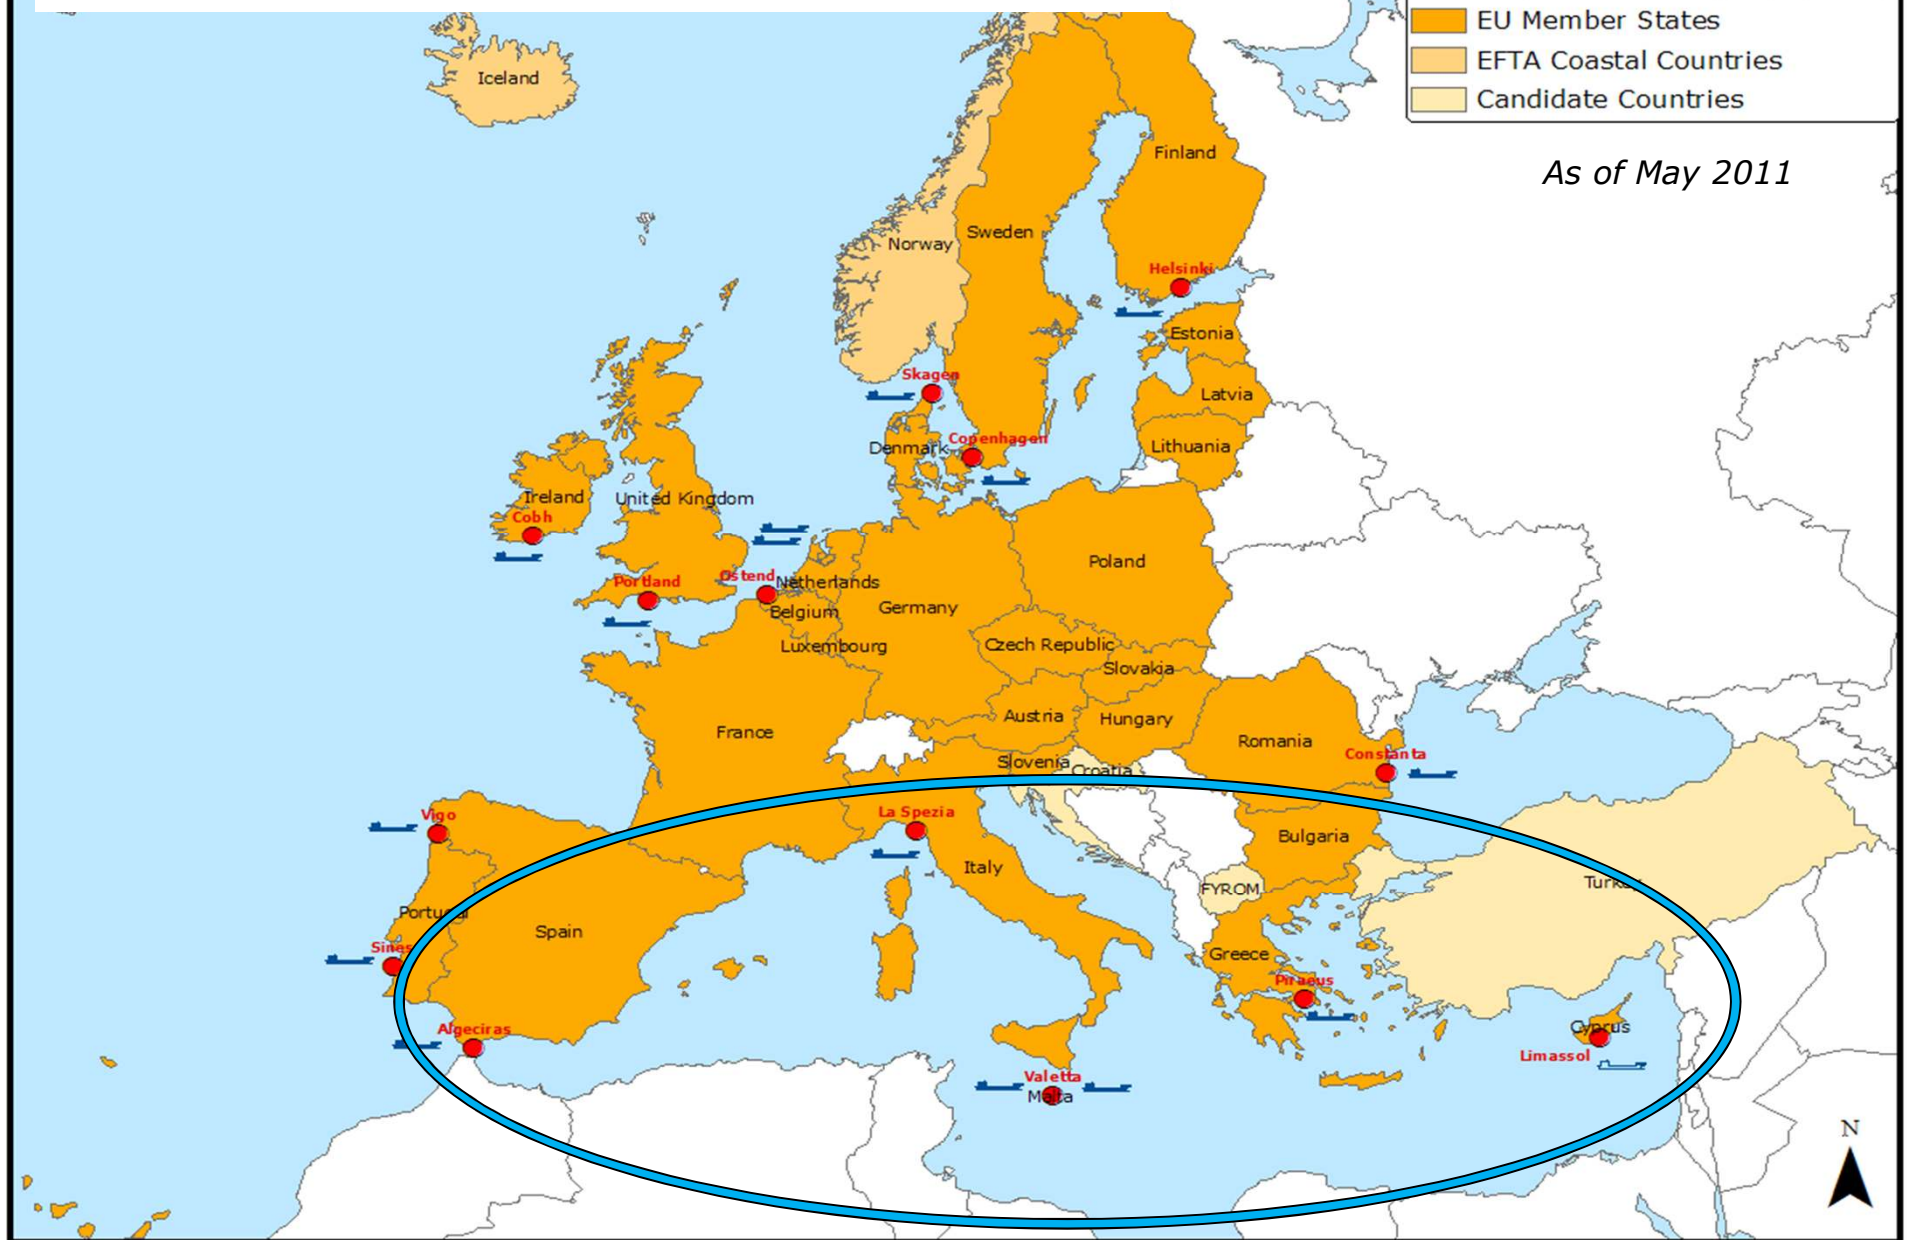 EU Member States
EFTA Coastal Countries
Candidate Countries
As of May 2011
Iceland
Finland
Norway
Sweden
Helsinki
Estonia
Skagen
Latvia
Denmark
Copenhagen
Lithuania
Ireland
United Kingdom
Cobh
Poland
Portland
Ostend
Netherlands
Belgium
Germany
Luxembourg
Czech Republic
Slovakia
Austria
Hungary
France
Romania
Constanta
Slovenia
Croatia
Vigo
La Spezia
Bulgaria
Italy
FYROM
Turkey
Portugal
Spain
Sines
Greece
Piraeus
Algeciras
Cyprus
Limassol
Valetta
Malta
N